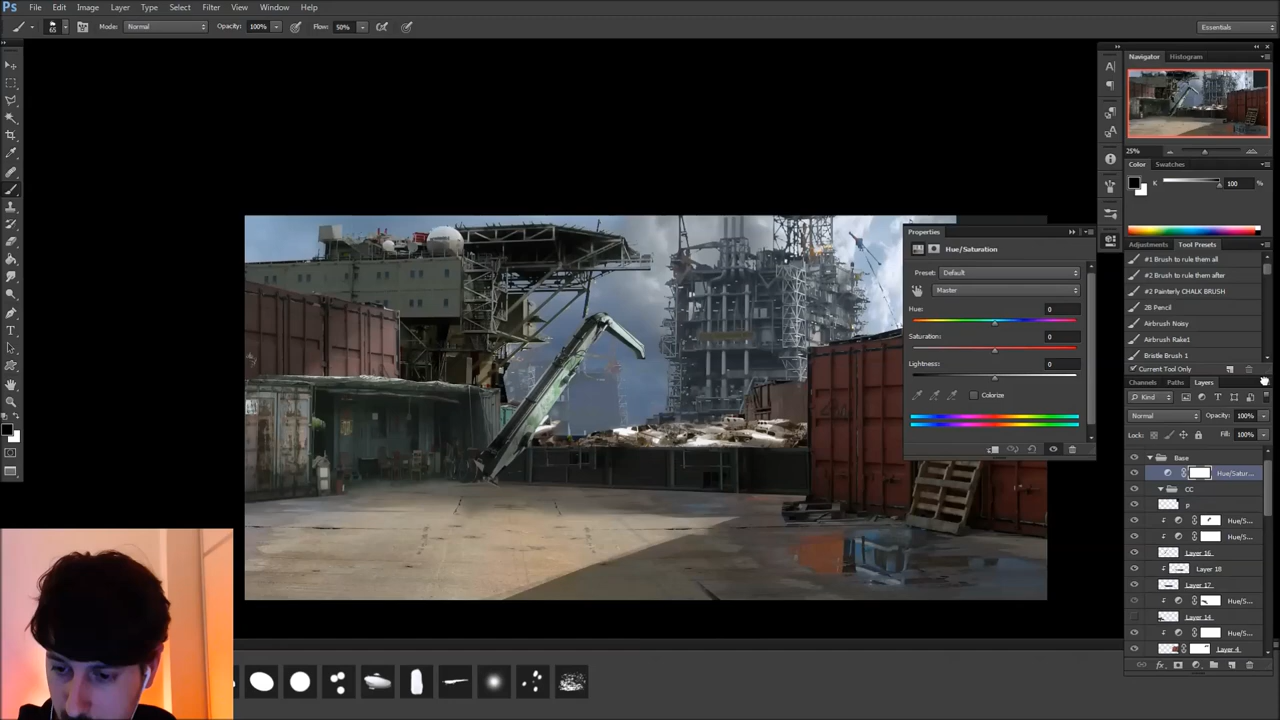 Ps File Edit Image Layer Type Select Filter View Window Help
65 Mode: Normal Opacity: 100% Flow: 50% Essentials
Navigator Histogram
25%
Color Swatches
K 100 %
Adjustments Tool Presets
#1 Brush to rule them all
#2 Brush to rule them after
#2 Painterly CHALK BRUSH
2B Pencil
Airbrush Noisy
Airbrush Rake1
Bristle Brush 1
Current Tool Only
Channels Paths Layers
Kind
Normal Opacity: 100%
Lock: Fill: 100%
Base
Hue/Satur...
CC
p
Hue/S...
Hue/S...
Layer 16
Layer 18
Layer 17
Hue/S...
Layer 14
Hue/S...
Layer 4
Properties
Hue/Saturation
Preset: Default
Master
Hue: 0
Saturation: 0
Lightness: 0
Colorize